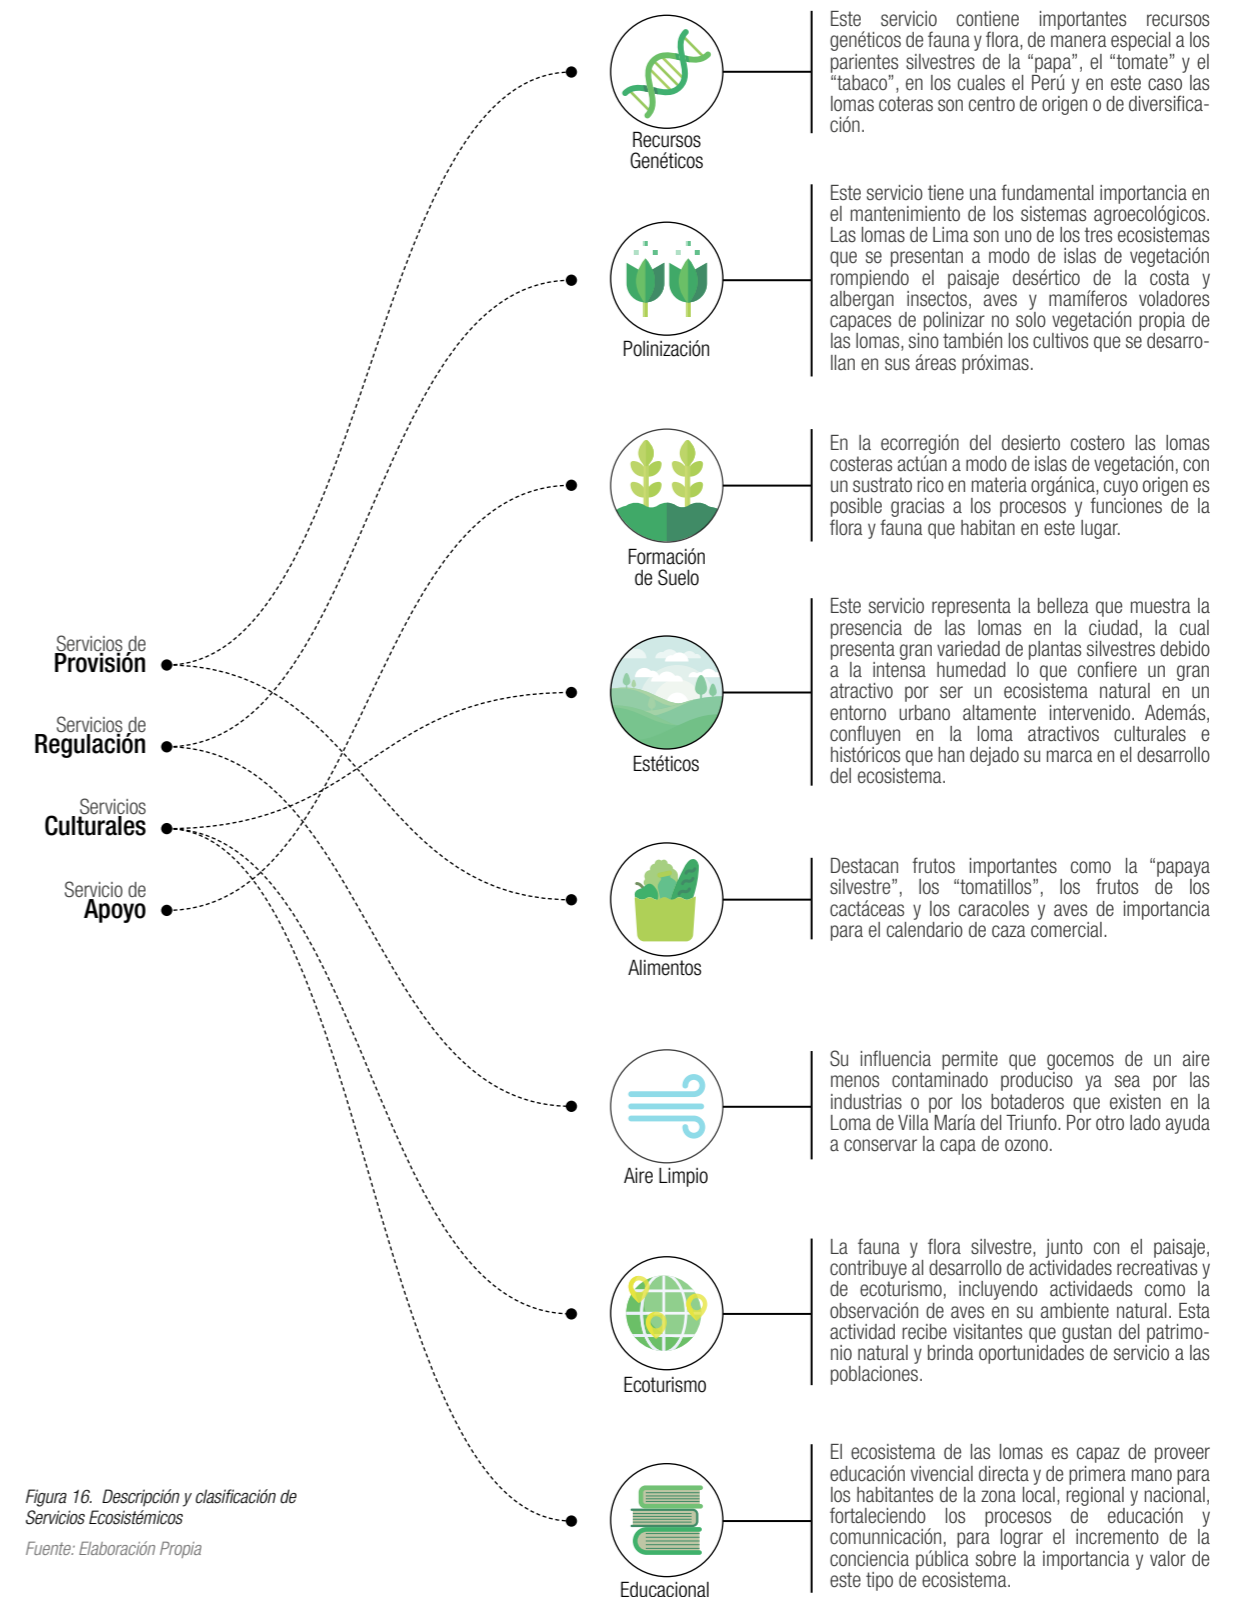 Este servicio contiene importantes recursos
genéticos de fauna y flora, de manera especial a los
parientes silvestres de la “papa”, el “tomate” y el
“tabaco”, en los cuales el Perú y en este caso las
lomas coteras son centro de origen o de diversifica-
ción.
Recursos
Genéticos
Este servicio tiene una fundamental importancia en
el mantenimiento de los sistemas agroecológicos.
Las lomas de Lima son uno de los tres ecosistemas
que se presentan a modo de islas de vegetación
rompiendo el paisaje desértico de la costa y
albergan insectos, aves y mamíferos voladores
capaces de polinizar no solo vegetación propia de
las lomas, sino también los cultivos que se desarro-
llan en sus áreas próximas.
Polinización
En la ecorregión del desierto costero las lomas
costeras actúan a modo de islas de vegetación, con
un sustrato rico en materia orgánica, cuyo origen es
posible gracias a los procesos y funciones de la
flora y fauna que habitan en este lugar.
Formación
de Suelo
Servicios de
Provisión
Servicios de
Regulación
Servicios
Culturales
Servicio de
Apoyo
Este servicio representa la belleza que muestra la
presencia de las lomas en la ciudad, la cual
presenta gran variedad de plantas silvestres debido
a la intensa humedad lo que confiere un gran
atractivo por ser un ecosistema natural en un
entorno urbano altamente intervenido. Además,
confluyen en la loma atractivos culturales e
históricos que han dejado su marca en el desarrollo
del ecosistema.
Estéticos
Destacan frutos importantes como la “papaya
silvestre”, los “tomatillos”, los frutos de los
cactáceas y los caracoles y aves de importancia
para el calendario de caza comercial.
Alimentos
Su influencia permite que gocemos de un aire
menos contaminado produciso ya sea por las
industrias o por los botaderos que existen en la
Loma de Villa María del Triunfo. Por otro lado ayuda
a conservar la capa de ozono.
Aire Limpio
La fauna y flora silvestre, junto con el paisaje,
contribuye al desarrollo de actividades recreativas y
de ecoturismo, incluyendo actividaeds como la
observación de aves en su ambiente natural. Esta
actividad recibe visitantes que gustan del patrimo-
nio natural y brinda oportunidades de servicio a las
poblaciones.
Ecoturismo
El ecosistema de las lomas es capaz de proveer
educación vivencial directa y de primera mano para
los habitantes de la zona local, regional y nacional,
fortaleciendo los procesos de educación y
comunnicación, para lograr el incremento de la
conciencia pública sobre la importancia y valor de
este tipo de ecosistema.
Educacional
Figura 16. Descripción y clasificación de
Servicios Ecosistémicos
Fuente: Elaboración Propia